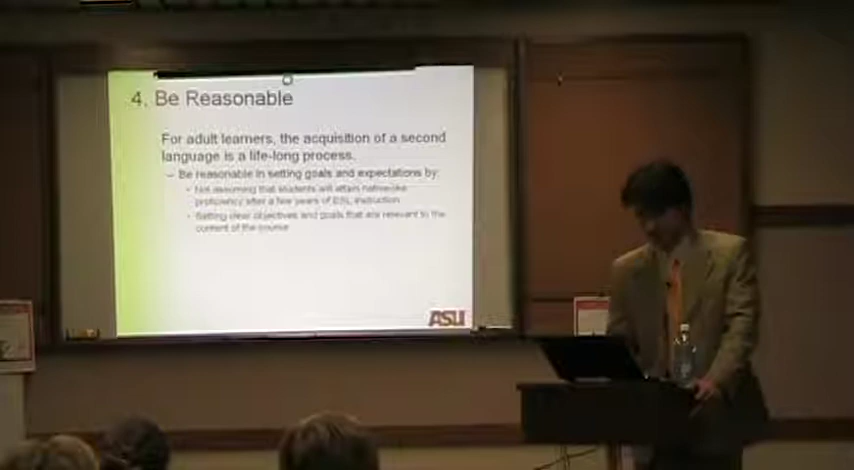 4. Be Reasonable
For adult learners, the acquisition of a second
language is a life-long process.
– Be reasonable in setting goals and expectations by:
• Not assuming that students will attain native-like
proficiency after a few years of ESL instruction
• Setting clear objectives and goals that are relevant to the
content of the course
ASU